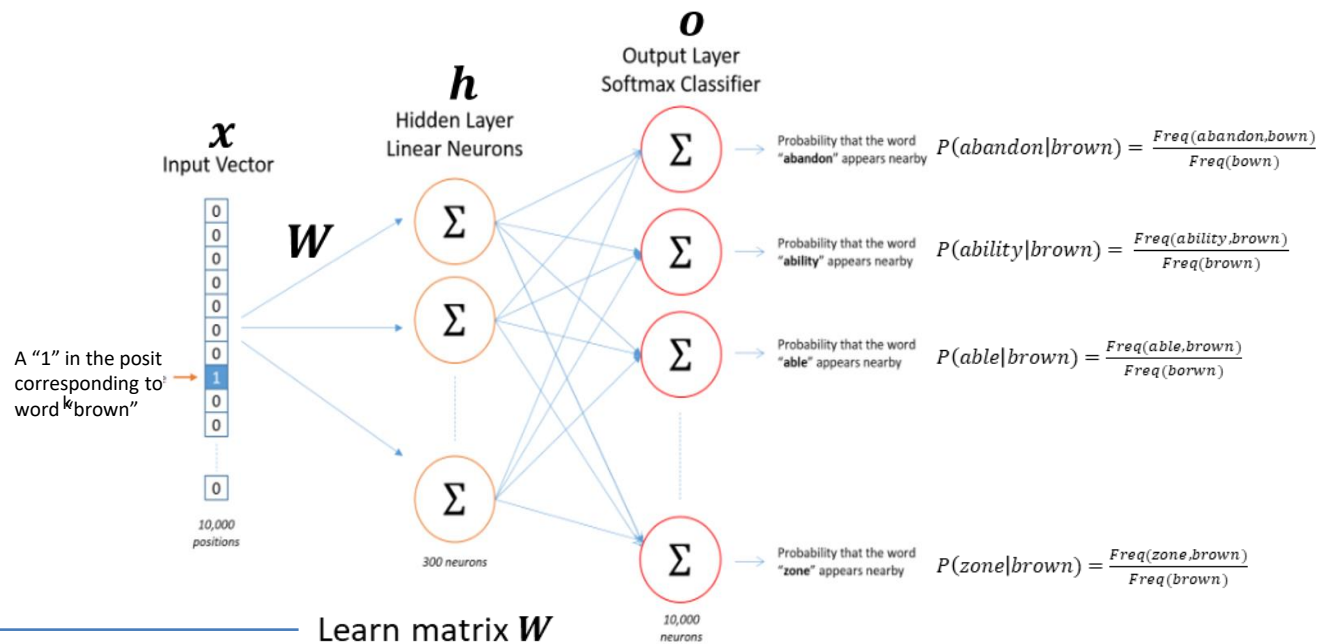 x
Input Vector
0
0
0
0
0
0
0
1
0
0
0
10,000
positions
A “1” in the posit
corresponding to
word “brown”
W
h
Hidden Layer
Linear Neurons
Σ
Σ
Σ
300 neurons
o
Output Layer
Softmax Classifier
Σ
Probability that the word
“abandon” appears nearby
P(abandon|brown) = Freq(abandon,bown) / Freq(bown)
Σ
Probability that the word
“ability” appears nearby
P(ability|brown) = Freq(ability,brown) / Freq(brown)
Σ
Probability that the word
“able” appears nearby
P(able|brown) = Freq(able,brown) / Freq(borwn)
Σ
Probability that the word
“zone” appears nearby
P(zone|brown) = Freq(zone,brown) / Freq(brown)
10,000
neurons
Learn matrix W